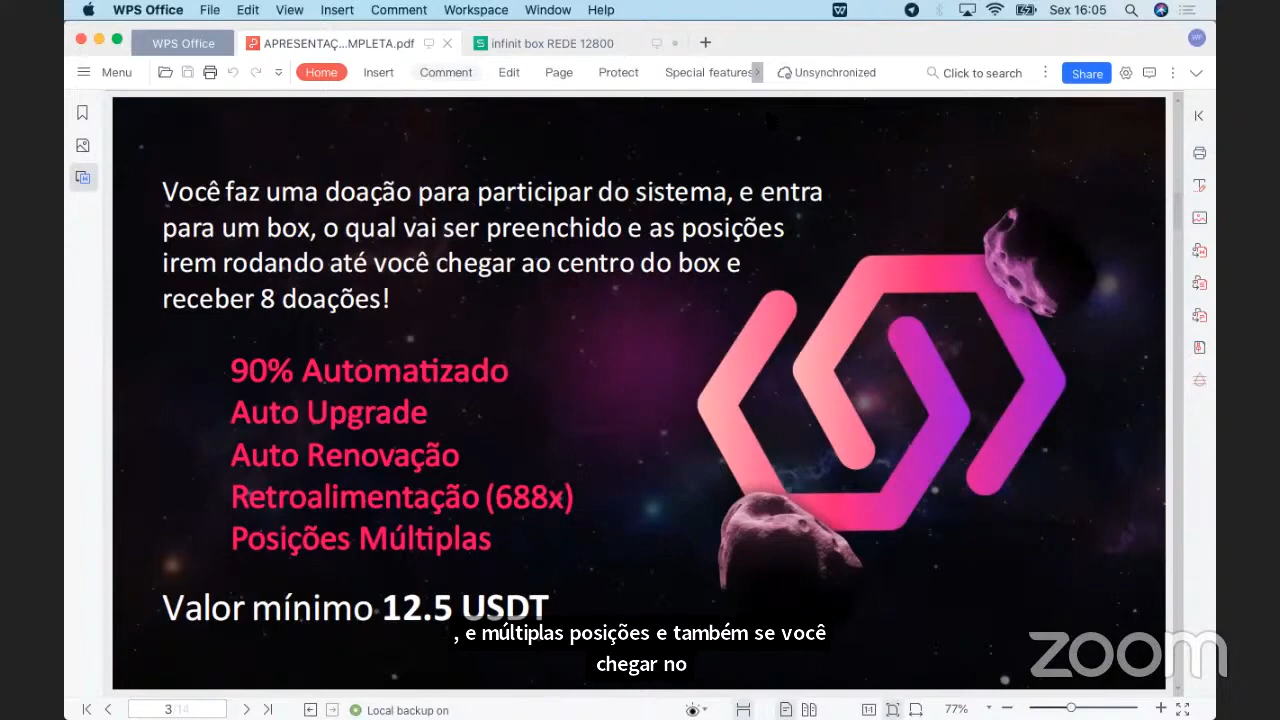 WPS Office File Edit View Insert Comment Workspace Window Help Sex 16:05
WPS Office APRESENTAÇ...MPLETA.pdf infinit box REDE 12800
Menu Home Insert Comment Edit Page Protect Special features Unsynchronized Click to search Share
Você faz uma doação para participar do sistema, e entra
para um box, o qual vai ser preenchido e as posições
irem rodando até você chegar ao centro do box e
receber 8 doações!
90% Automatizado
Auto Upgrade
Auto Renovação
Retroalimentação (688x)
Posições Múltiplas
Valor mínimo 12.5 USDT
, e múltiplas posições e também se você
chegar no
zoom
3/14 Local backup on 77%